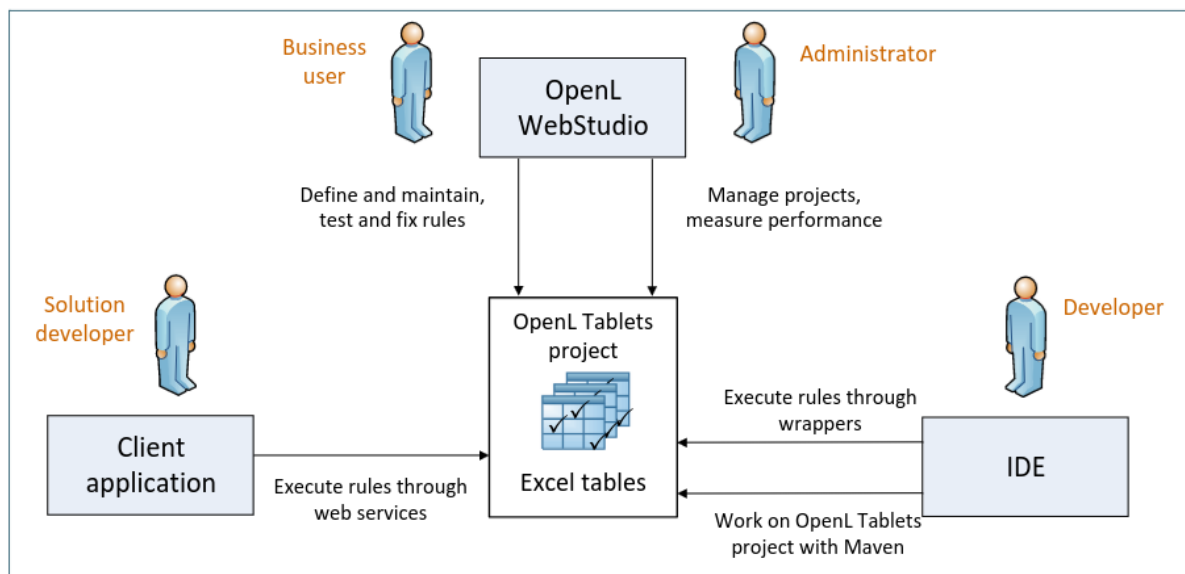 Business
user
OpenL
WebStudio
Administrator
Define and maintain,
test and fix rules
Manage projects,
measure performance
Solution
developer
OpenL Tablets
project
Excel tables
Developer
Client
application
Execute rules through
web services
Execute rules through
wrappers
IDE
Work on OpenL Tablets
project with Maven